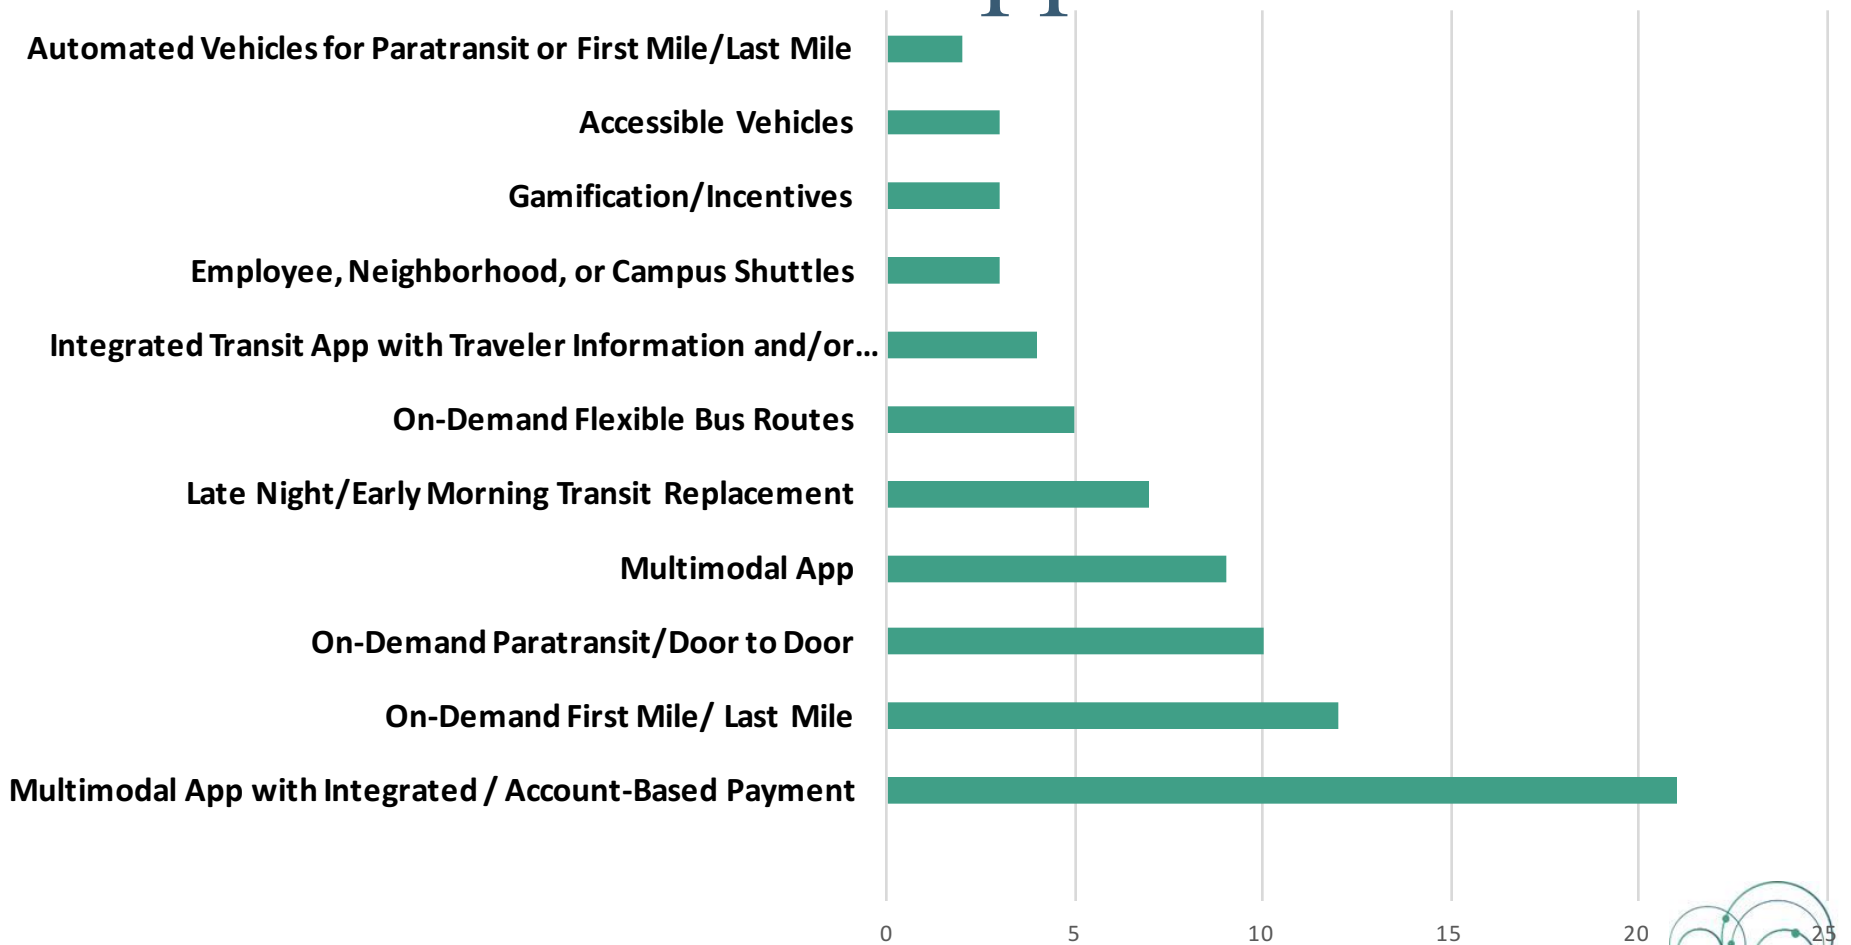 Automated Vehicles for Paratransit or First Mile/Last Mile
Accessible Vehicles
Gamification/Incentives
Employee, Neighborhood, or Campus Shuttles
Integrated Transit App with Traveler Information and/or...
On-Demand Flexible Bus Routes
Late Night/Early Morning Transit Replacement
Multimodal App
On-Demand Paratransit/Door to Door
On-Demand First Mile/ Last Mile
Multimodal App with Integrated / Account-Based Payment
0 5 10 15 20 25